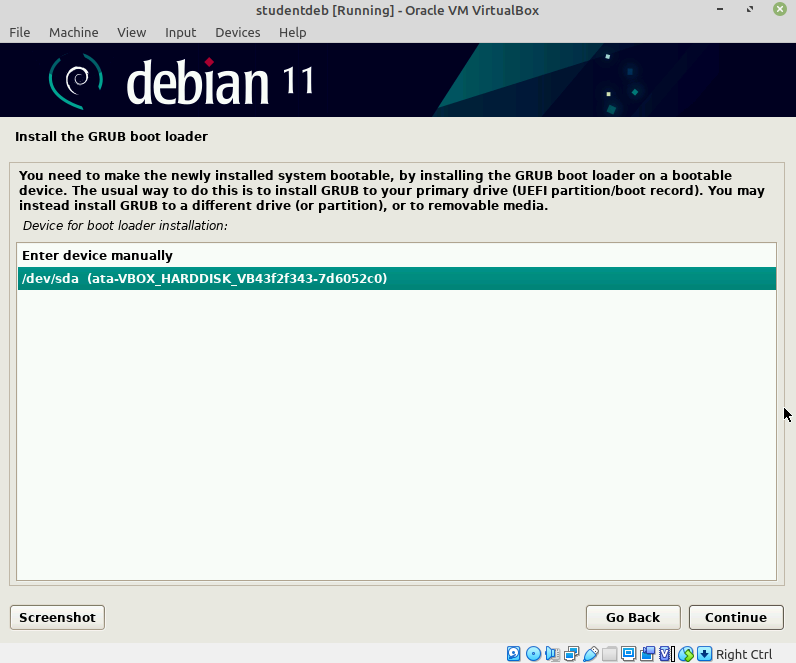 studentdeb [Running] - Oracle VM VirtualBox
File Machine View Input Devices Help
debian 11
Install the GRUB boot loader
You need to make the newly installed system bootable, by installing the GRUB boot loader on a bootable
device. The usual way to do this is to install GRUB to your primary drive (UEFI partition/boot record). You may
instead install GRUB to a different drive (or partition), or to removable media.
Device for boot loader installation:
Enter device manually
/dev/sda (ata-VBOX_HARDDISK_VB43f2f343-7d6052c0)
Screenshot Go Back Continue
Right Ctrl